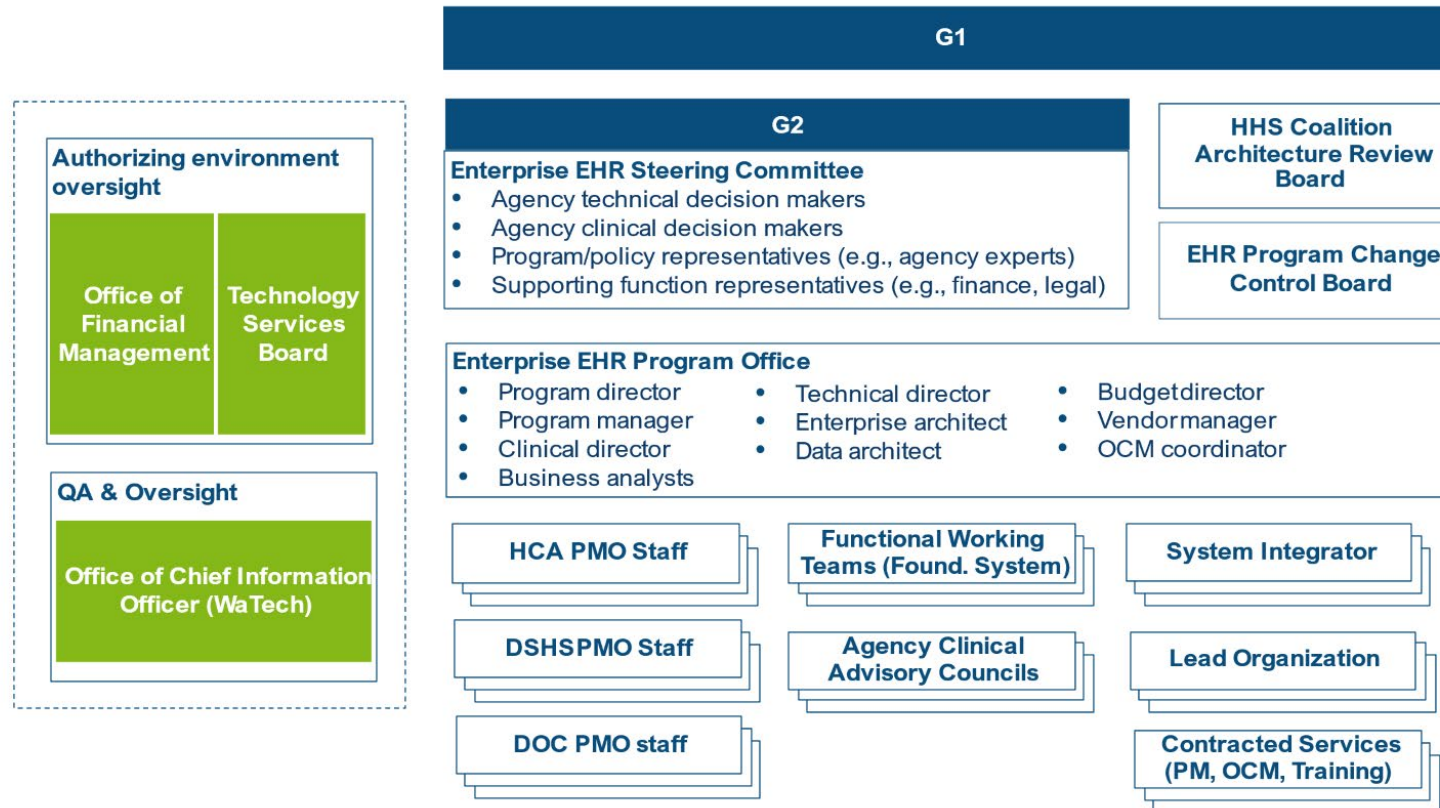 G1
Authorizing environment
oversight
Office of
Financial
Management
Technology
Services
Board
QA & Oversight
Office of Chief Information
Officer (WaTech)
G2
Enterprise EHR Steering Committee
• Agency technical decision makers
• Agency clinical decision makers
• Program/policy representatives (e.g., agency experts)
• Supporting function representatives (e.g., finance, legal)
HHS Coalition
Architecture Review
Board
EHR Program Change
Control Board
Enterprise EHR Program Office
• Program director
• Program manager
• Clinical director
• Business analysts
• Technical director
• Enterprise architect
• Data architect
• Budgetdirector
• Vendormanager
• OCM coordinator
HCA PMO Staff
Functional Working
Teams (Found. System)
System Integrator
DSHSPMO Staff
Agency Clinical
Advisory Councils
Lead Organization
DOC PMO staff
Contracted Services
(PM, OCM, Training)